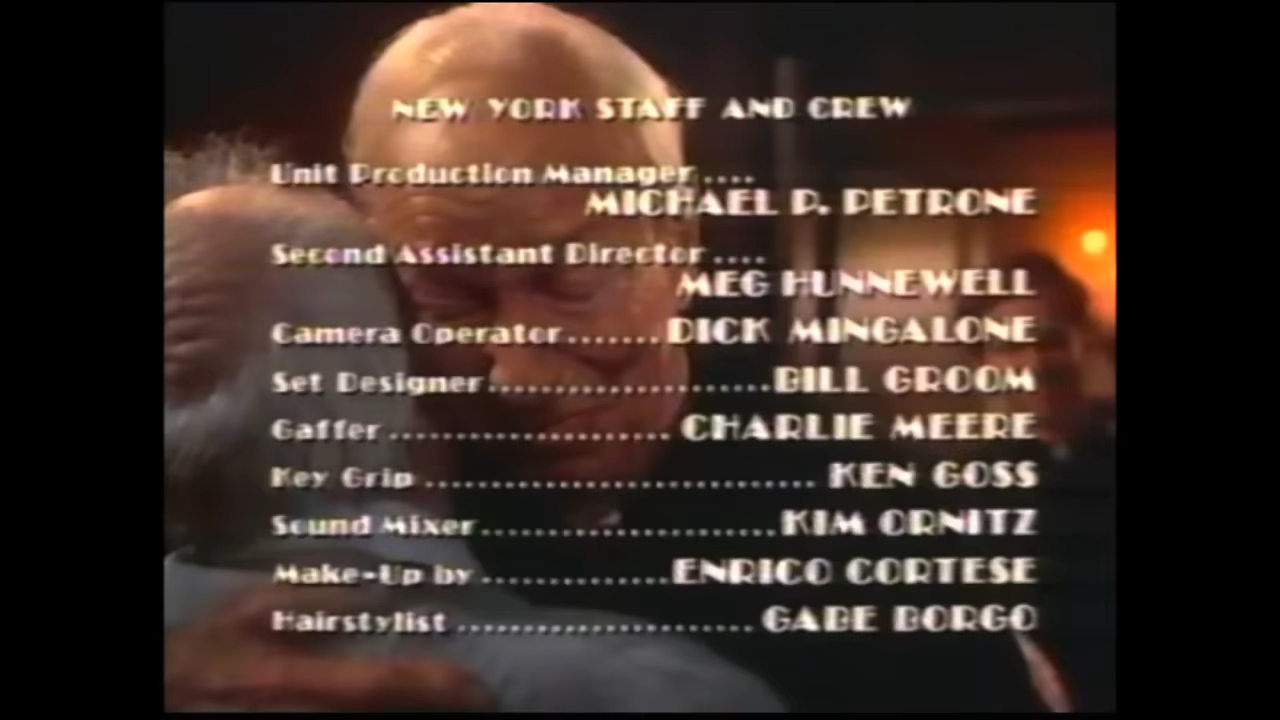 NEW YORK STAFF AND CREW
Unit Production Manager ....
MICHAEL P. PETRONE
Second Assistant Director ....
MEG HUNNEWELL
Camera Operator....... DICK MINGALONE
Set Designer......................BILL GROOM
Gaffer ...................... CHARLIE MEERE
Key Grip .............................. KEN GOSS
Sound Mixer.......................KIM ORNITZ
Make-Up by ...............ENRICO CORTESE
Hairstylist ....................... GABE BORGO